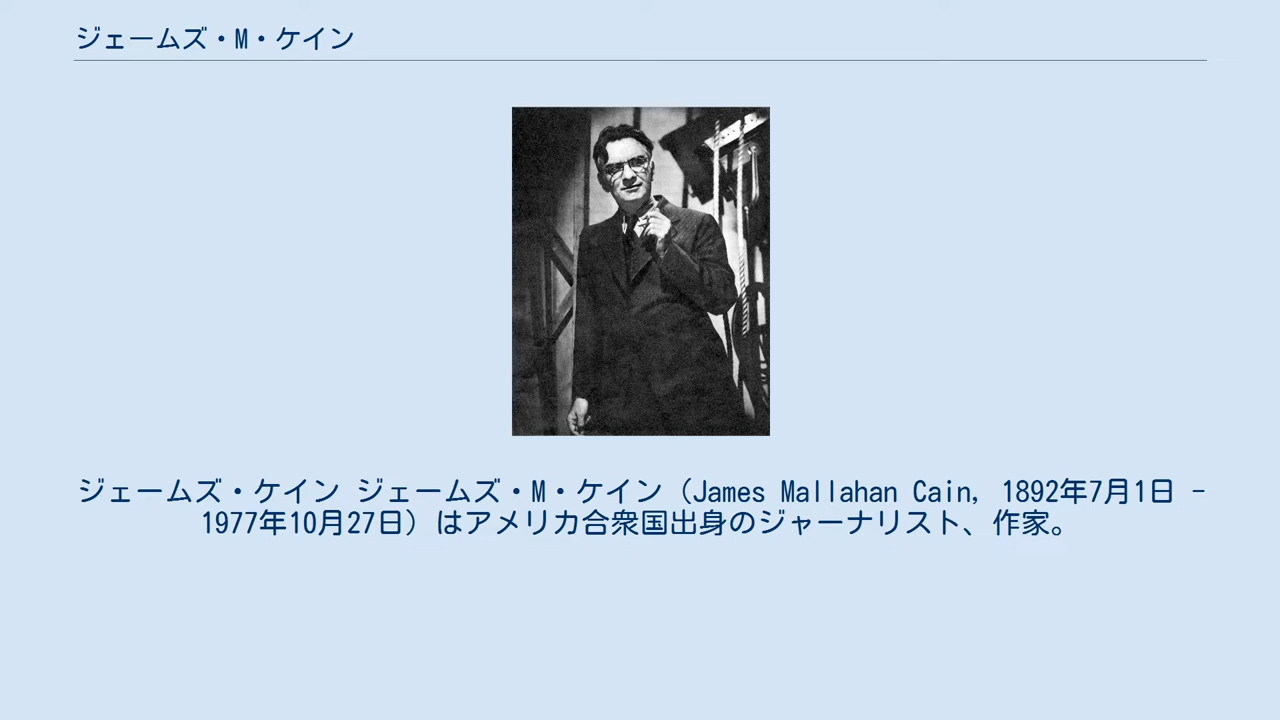 ジェームズ・M・ケイン
ジェームズ・ケイン ジェームズ・M・ケイン（James Mallahan Cain, 1892年7月1日 -
1977年10月27日）はアメリカ合衆国出身のジャーナリスト、作家。